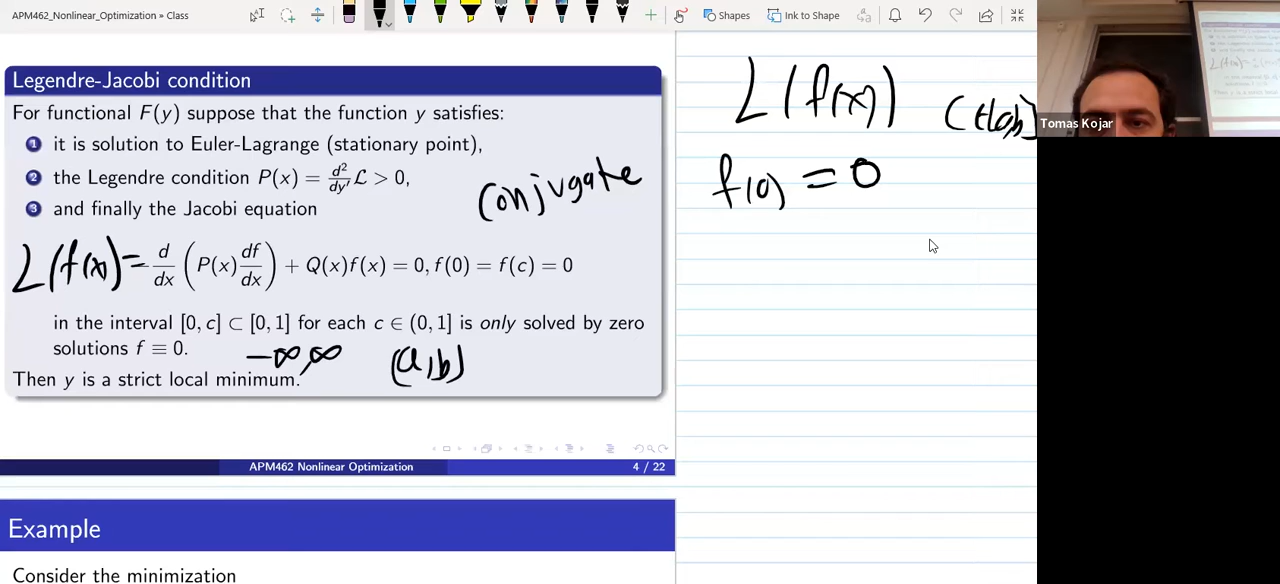 APM462_Nonlinear_Optimization » Class
Shapes
Ink to Shape
Legendre-Jacobi condition
For functional F(y) suppose that the function y satisfies:
1 it is solution to Euler-Lagrange (stationary point),
2 the Legendre condition P(x) = d²/dy′ L > 0,
3 and finally the Jacobi equation
conjugate
L(f(x)) = − d/dx ( P(x) df/dx ) + Q(x)f(x) = 0, f(0) = f(c) = 0
in the interval [0, c] ⊂ [0, 1] for each c ∈ (0, 1] is only solved by zero
solutions f ≡ 0.
−∞,∞ (a,b)
Then y is a strict local minimum.
APM462 Nonlinear Optimization 4 / 22
Example
Consider the minimization
L(f(x))
f(0) = 0
Tomas Kojar